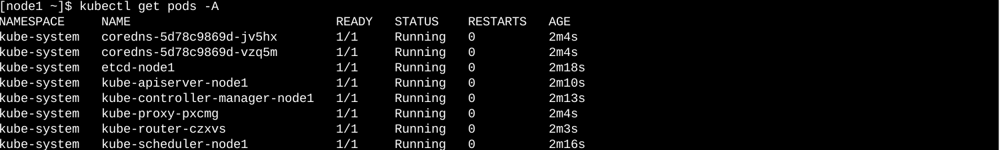 [node1 ~]$ kubectl get pods -A
NAMESPACE     NAME                            READY   STATUS    RESTARTS   AGE
kube-system   coredns-5d78c9869d-jv5hx        1/1     Running   0          2m4s
kube-system   coredns-5d78c9869d-vzq5m        1/1     Running   0          2m4s
kube-system   etcd-node1                      1/1     Running   0          2m18s
kube-system   kube-apiserver-node1            1/1     Running   0          2m10s
kube-system   kube-controller-manager-node1   1/1     Running   0          2m13s
kube-system   kube-proxy-pxcmg                1/1     Running   0          2m4s
kube-system   kube-router-czxvs               1/1     Running   0          2m3s
kube-system   kube-scheduler-node1            1/1     Running   0          2m16s